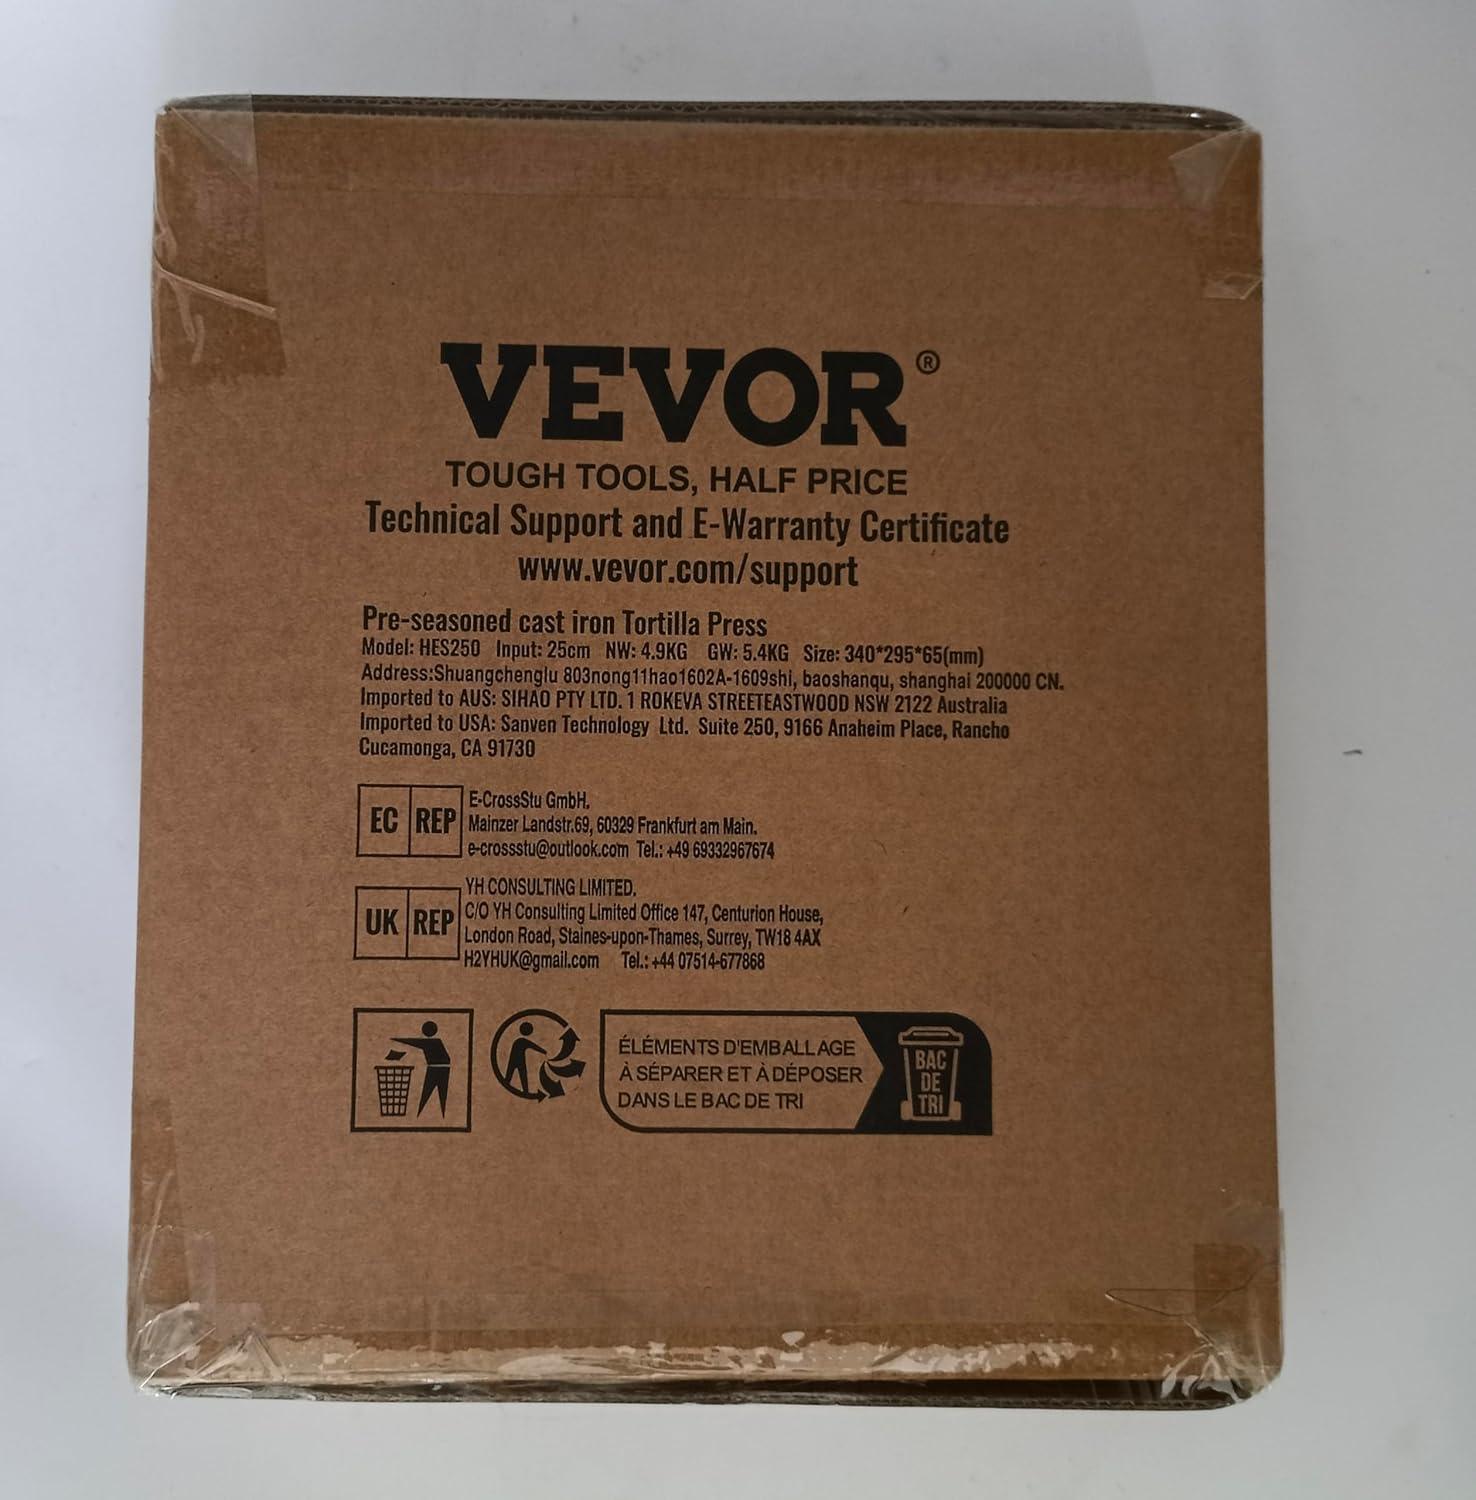 VEVOR®
TOUGH TOOLS, HALF PRICE
Technical Support and E-Warranty Certificate
www.vevor.com/support
Pre-seasoned cast iron Tortilla Press
Model: HES250 Input: 25cm NW: 4.9KG GW: 5.4KG Size: 340*295*65(mm)
Address:Shuangchenglu 803nong11hao1602A-1609shi, baoshanqu, shanghai 200000 CN.
Imported to AUS: SIHAO PTY LTD. 1 ROKEVA STREETEASTWOOD NSW 2122 Australia
Imported to USA: Sanven Technology Ltd. Suite 250, 9166 Anaheim Place, Rancho
Cucamonga, CA 91730
EC REP
E-CrossStu GmbH.
Mainzer Landstr.69, 60329 Frankfurt am Main.
e-crossstu@outlook.com Tel.: +49 69332967674
UK REP
YH CONSULTING LIMITED.
C/O YH Consulting Limited Office 147, Centurion House,
London Road, Staines-upon-Thames, Surrey, TW18 4AX
H2YHUK@gmail.com Tel.: +44 07514-677868
ÉLÉMENTS D'EMBALLAGE
À SÉPARER ET À DÉPOSER
DANS LE BAC DE TRI
BAC
DE
TRI